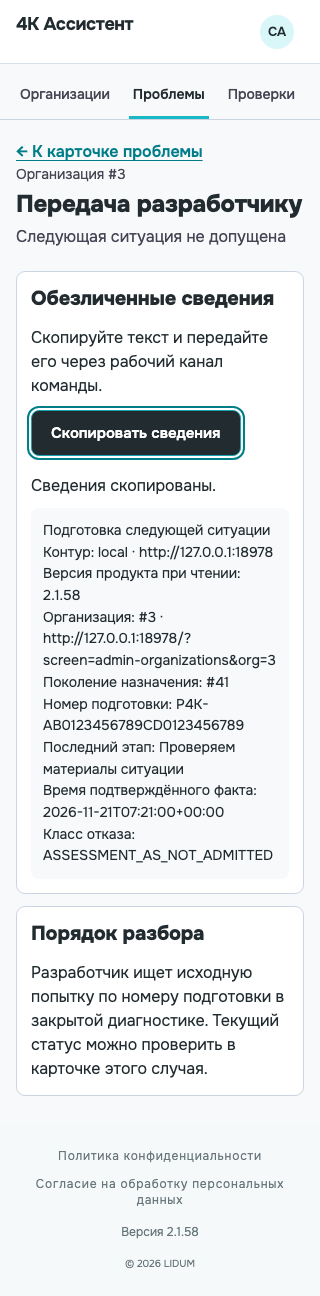 4К Ассистент
СА
Организации
Проблемы
Проверки
← К карточке проблемы
Организация #3
Передача разработчику
Следующая ситуация не допущена
Обезличенные сведения
Скопируйте текст и передайте
его через рабочий канал
команды.
Скопировать сведения
Сведения скопированы.
Подготовка следующей ситуации
Контур: local · http://127.0.0.1:18978
Версия продукта при чтении:
2.1.58
Организация: #3 ·
http://127.0.0.1:18978/?
screen=admin-organizations&org=3
Поколение назначения: #41
Номер подготовки: P4K-
AB0123456789CD0123456789
Последний этап: Проверяем
материалы ситуации
Время подтверждённого факта:
2026-11-21T07:21:00+00:00
Класс отказа:
ASSESSMENT_AS_NOT_ADMITTED
Порядок разбора
Разработчик ищет исходную
попытку по номеру подготовки в
закрытой диагностике. Текущий
статус можно проверить в
карточке этого случая.
Политика конфиденциальности
Согласие на обработку персональных
данных
Версия 2.1.58
© 2026 LIDUM